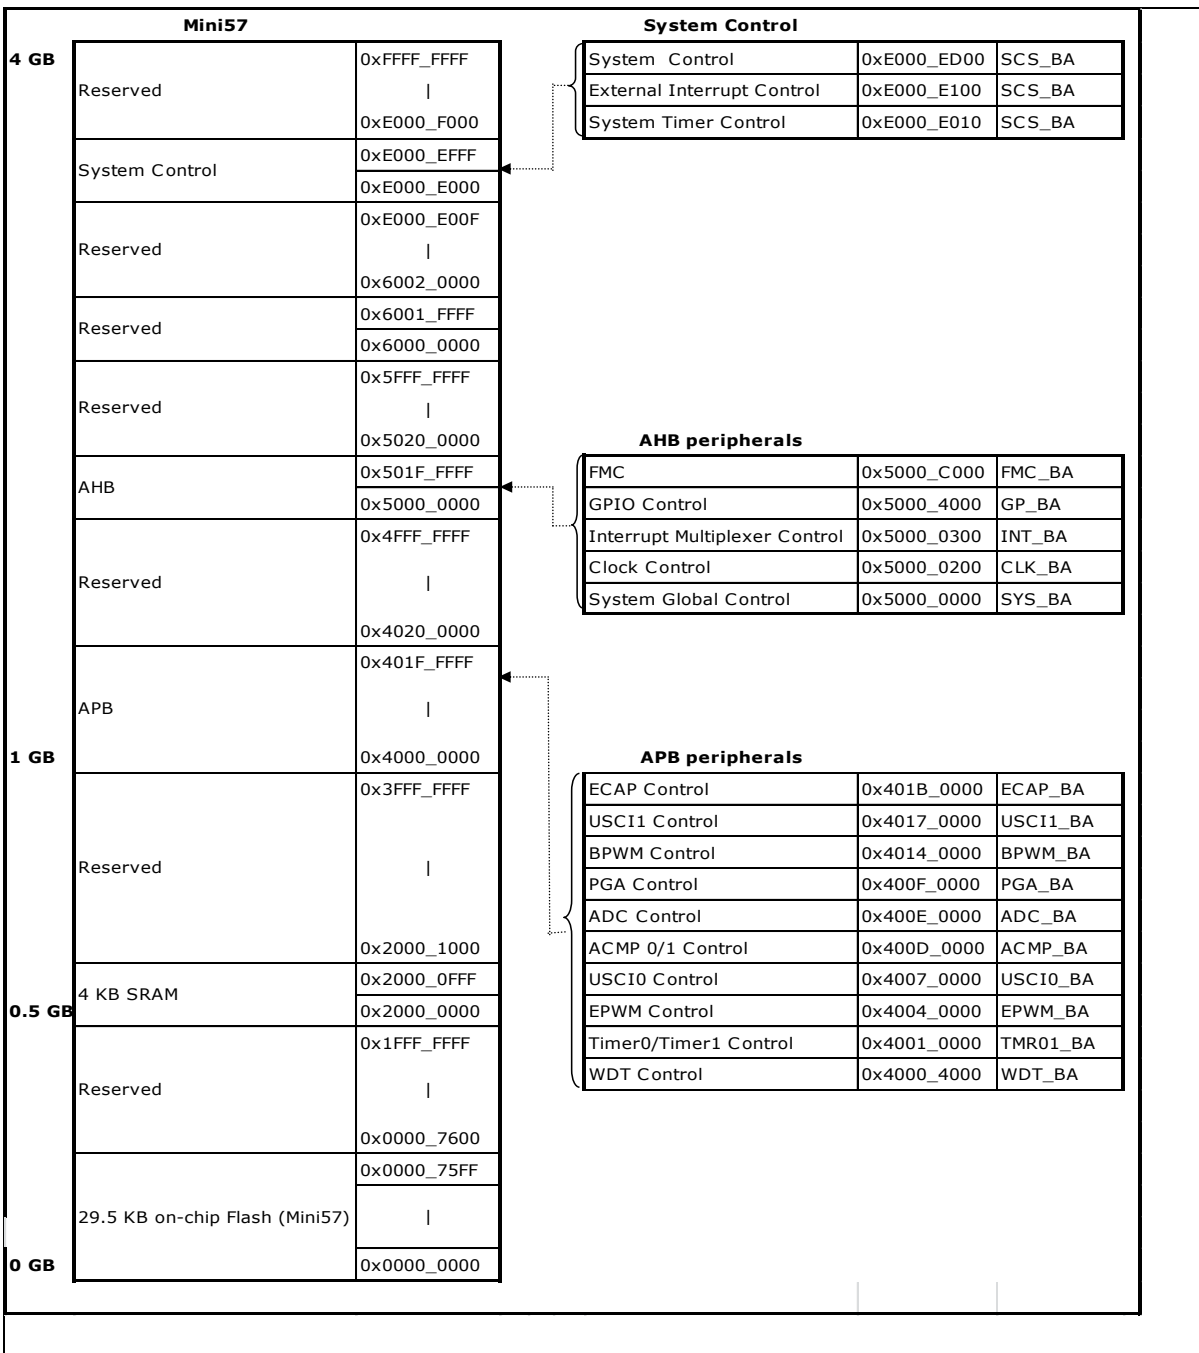 Mini57
System Control
4 GB
Reserved
0xFFFF_FFFF
|
0xE000_F000
System Control 0xE000_ED00 SCS_BA
External Interrupt Control 0xE000_E100 SCS_BA
System Timer Control 0xE000_E010 SCS_BA
System Control
0xE000_EFFF
0xE000_E000
Reserved
0xE000_E00F
|
0x6002_0000
Reserved
0x6001_FFFF
0x6000_0000
Reserved
0x5FFF_FFFF
|
0x5020_0000
AHB peripherals
AHB
0x501F_FFFF
0x5000_0000
FMC 0x5000_C000 FMC_BA
GPIO Control 0x5000_4000 GP_BA
Interrupt Multiplexer Control 0x5000_0300 INT_BA
Clock Control 0x5000_0200 CLK_BA
System Global Control 0x5000_0000 SYS_BA
Reserved
0x4FFF_FFFF
|
0x4020_0000
APB
0x401F_FFFF
|
0x4000_0000
1 GB
APB peripherals
ECAP Control 0x401B_0000 ECAP_BA
USCI1 Control 0x4017_0000 USCI1_BA
BPWM Control 0x4014_0000 BPWM_BA
PGA Control 0x400F_0000 PGA_BA
ADC Control 0x400E_0000 ADC_BA
ACMP 0/1 Control 0x400D_0000 ACMP_BA
USCI0 Control 0x4007_0000 USCI0_BA
EPWM Control 0x4004_0000 EPWM_BA
Timer0/Timer1 Control 0x4001_0000 TMR01_BA
WDT Control 0x4000_4000 WDT_BA
Reserved
0x3FFF_FFFF
|
0x2000_1000
4 KB SRAM
0x2000_0FFF
0x2000_0000
0.5 GB
Reserved
0x1FFF_FFFF
|
0x0000_7600
29.5 KB on-chip Flash (Mini57)
0x0000_75FF
|
0x0000_0000
0 GB